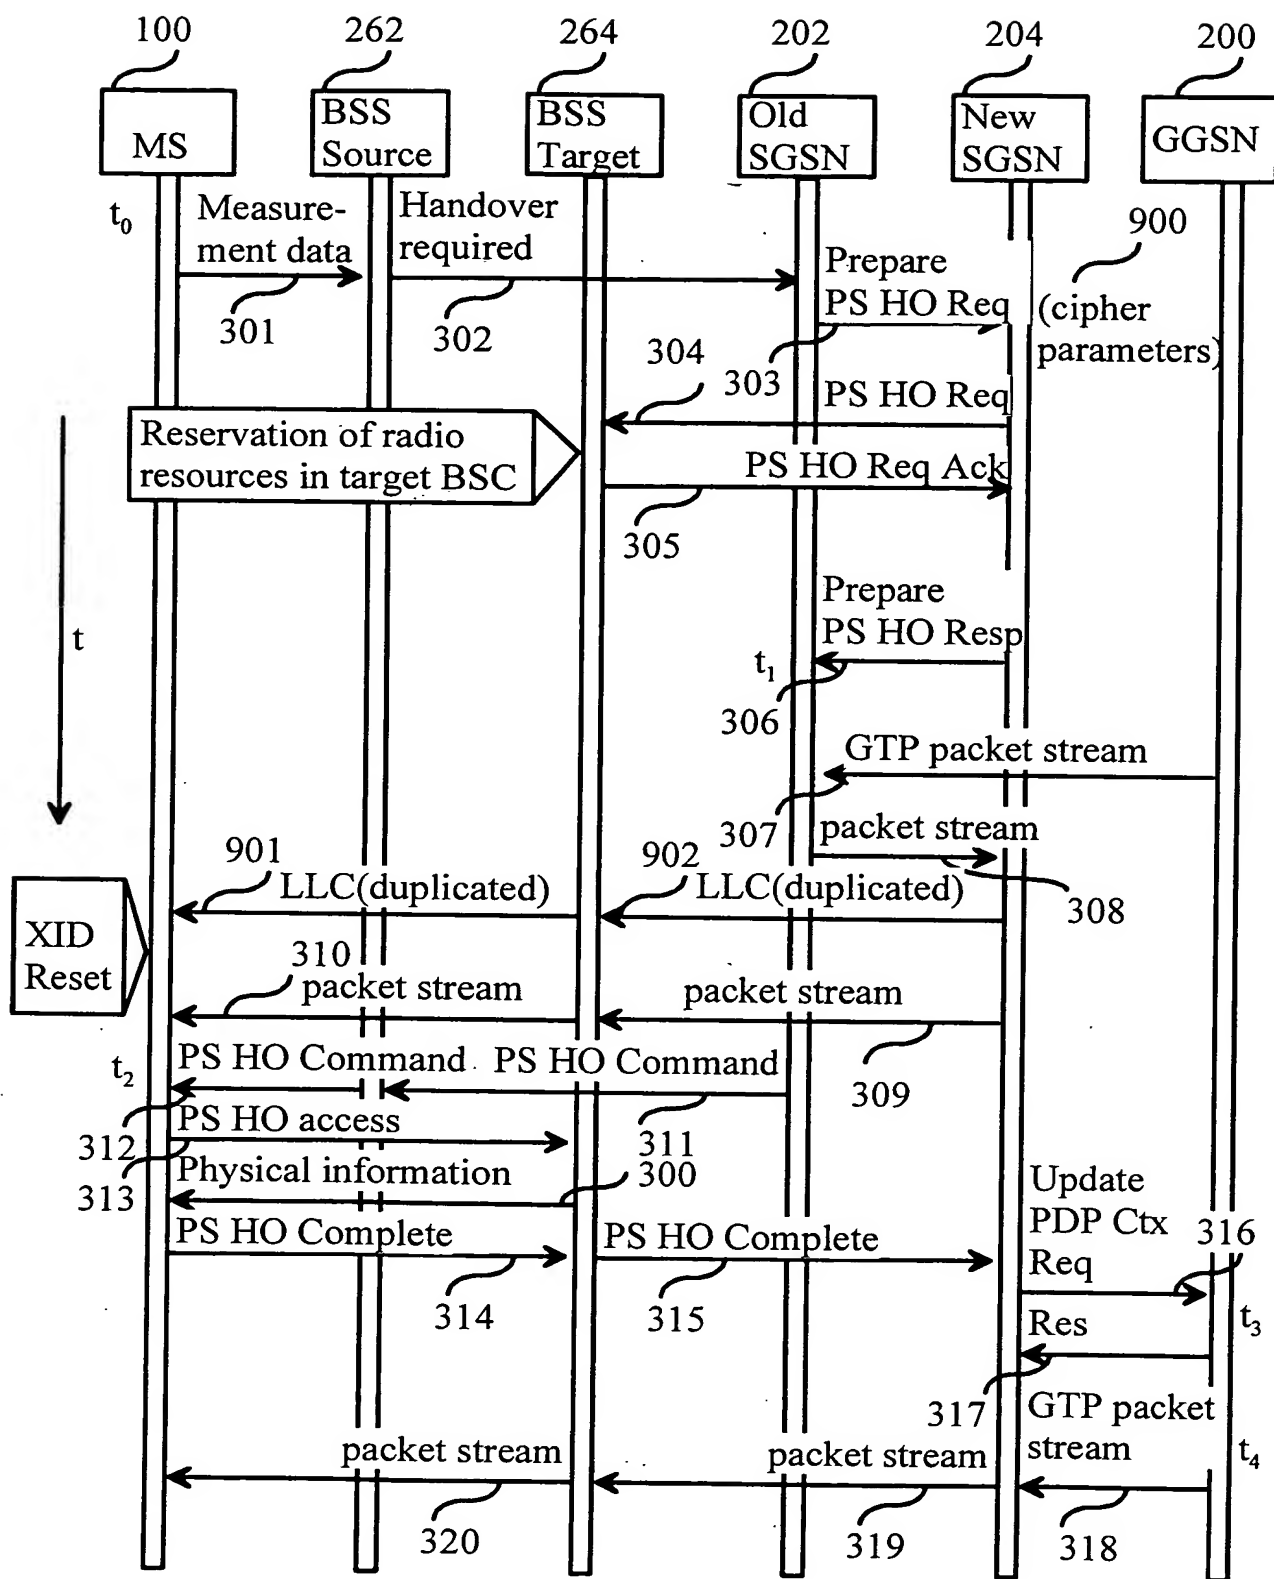 100 262 264 202 204 200
MS
BSS
Source
BSS
Target
Old
SGSN
New
SGSN
GGSN
t0
Measure-
ment data
301
Handover
required
302
Prepare
PS HO Req
303
900
(cipher
parameters)
304
PS HO Req
Reservation of radio
resources in target BSC
PS HO Req Ack
305
t
Prepare
PS HO Resp
t1
306
GTP packet stream
307
packet stream
308
901
LLC(duplicated)
902
LLC(duplicated)
XID
Reset
310
packet stream
packet stream
309
t2
PS HO Command
PS HO Command
312
311
PS HO access
313
Physical information
300
PS HO Complete
314
PS HO Complete
315
Update
PDP Ctx
Req
316
t3
Res
317
GTP packet
stream
t4
318
packet stream
319
packet stream
320